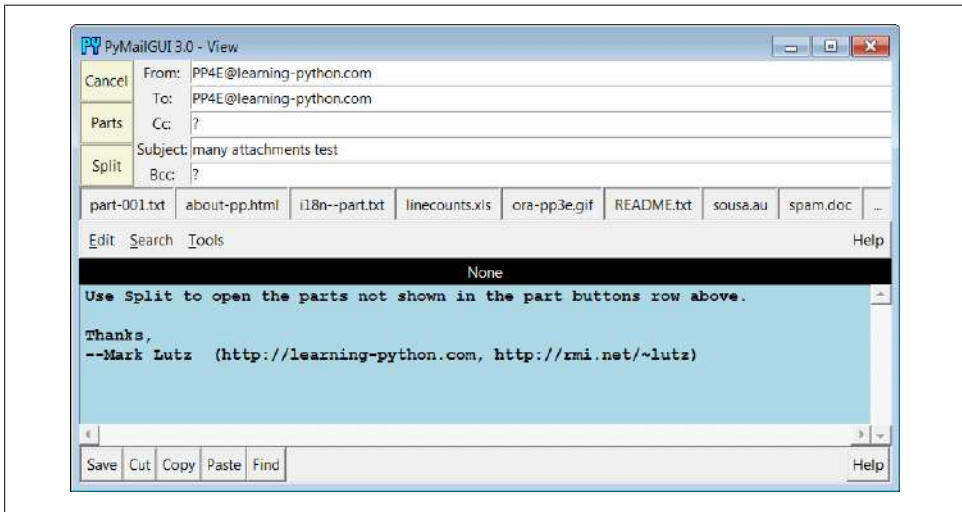 PY PyMailGUI 3.0 - View
Cancel From: PP4E@learning-python.com
To: PP4E@learning-python.com
Parts Cc: ?
Subject: many attachments test
Split Bcc: ?
part-001.txt about-pp.html i18n--part.txt linecounts.xls ora-pp3e.gif README.txt sousa.au spam.doc ...
Edit Search Tools Help
None
Use Split to open the parts not shown in the part buttons row above.
Thanks,
--Mark Lutz (http://learning-python.com, http://rmi.net/~lutz)
Save Cut Copy Paste Find Help